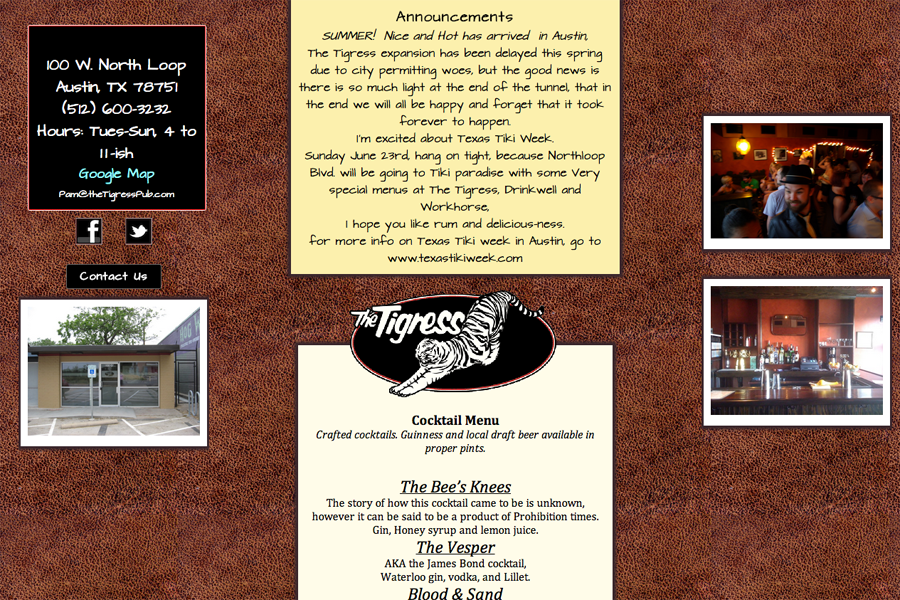 100 W. North Loop
Austin, TX 78751
(512) 600-3232
Hours: Tues-Sun, 4 to
11-ish
Google Map
Pam@theTigressPub.com
Contact Us
Announcements
SUMMER! Nice and Hot has arrived in Austin,
The Tigress expansion has been delayed this spring
due to city permitting woes, but the good news is
there is so much light at the end of the tunnel, that in
the end we will all be happy and forget that it took
forever to happen.
I'm excited about Texas Tiki Week.
Sunday June 23rd, hang on tight, because Northloop
Blvd. will be going to Tiki paradise with some Very
special menus at The Tigress, Drinkwell and
Workhorse,
I hope you like rum and delicious-ness.
for more info on Texas Tiki week in Austin, go to
www.texastikiweek.com
The Tigress
Cocktail Menu
Crafted cocktails. Guinness and local draft beer available in
proper pints.
The Bee's Knees
The story of how this cocktail came to be is unknown,
however it can be said to be a product of Prohibition times.
Gin, Honey syrup and lemon juice.
The Vesper
AKA the James Bond cocktail,
Waterloo gin, vodka, and Lillet.
Blood & Sand